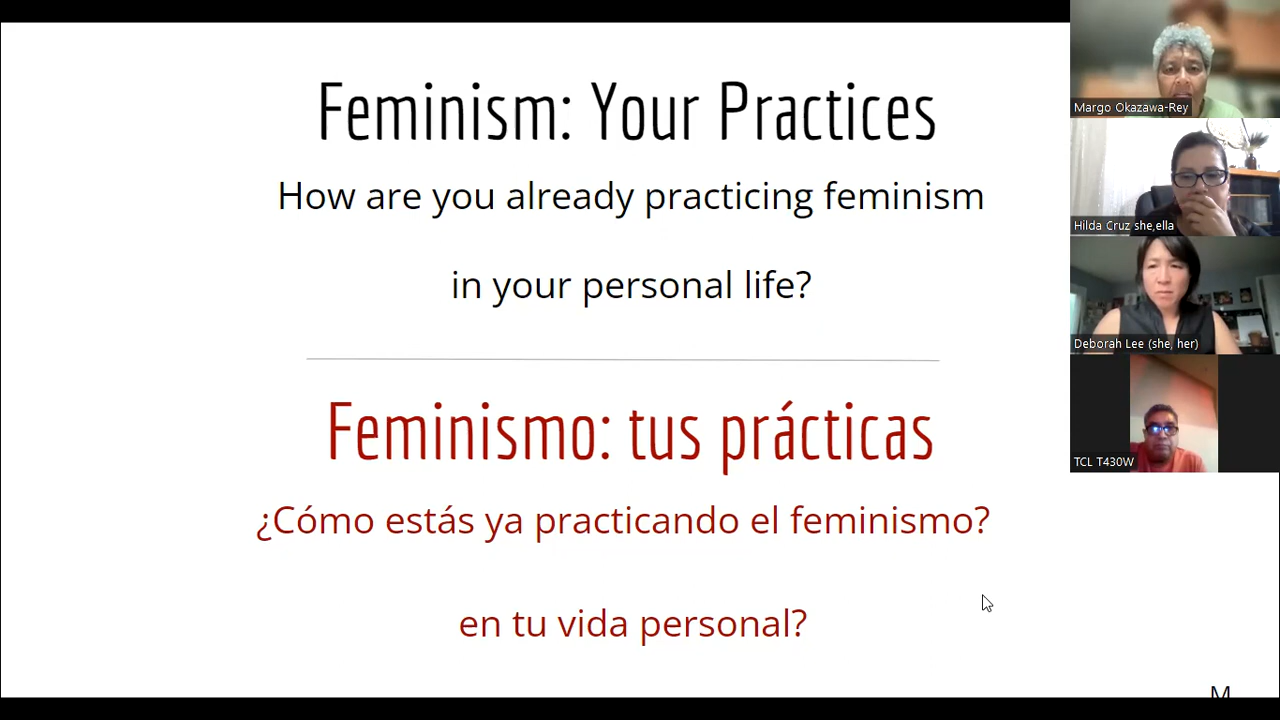 Feminism: Your Practices
How are you already practicing feminism
in your personal life?
Feminismo: tus prácticas
¿Cómo estás ya practicando el feminismo?
en tu vida personal?
M
Margo Okazawa-Rey
Hilda Cruz she,ella
Deborah Lee (she, her)
TCL T430W